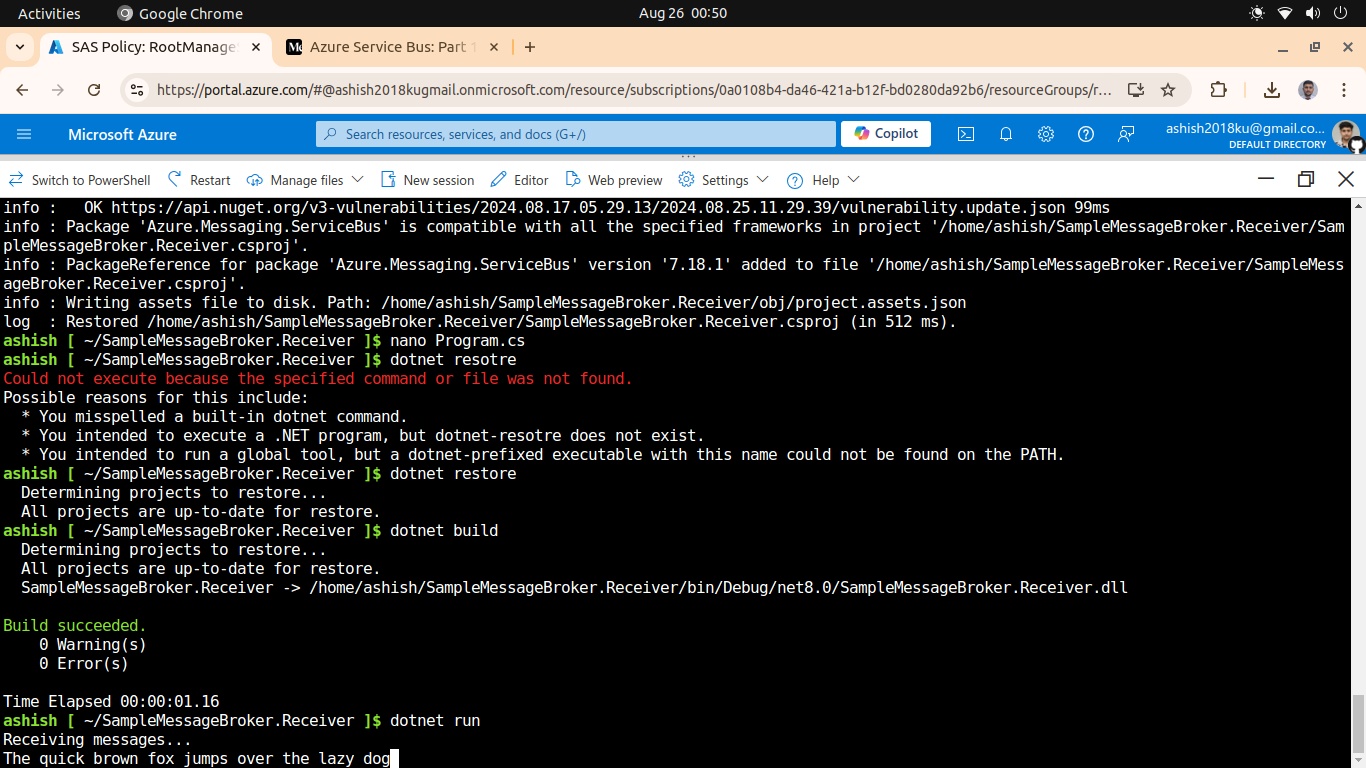 Activities Google Chrome Aug 26 00:50
SAS Policy: RootManage Azure Service Bus: Part 1
https://portal.azure.com/#@ashish2018kugmail.onmicrosoft.com/resource/subscriptions/0a0108b4-da46-421a-b12f-bd0280da92b6/resourceGroups/r...
Microsoft Azure Search resources, services, and docs (G+/) Copilot ashish2018ku@gmail.co...
DEFAULT DIRECTORY
Switch to PowerShell Restart Manage files New session Editor Web preview Settings Help
info :   OK https://api.nuget.org/v3-vulnerabilities/2024.08.17.05.29.13/2024.08.25.11.29.39/vulnerability.update.json 99ms
info : Package 'Azure.Messaging.ServiceBus' is compatible with all the specified frameworks in project '/home/ashish/SampleMessageBroker.Receiver/Sam
pleMessageBroker.Receiver.csproj'.
info : PackageReference for package 'Azure.Messaging.ServiceBus' version '7.18.1' added to file '/home/ashish/SampleMessageBroker.Receiver/SampleMess
ageBroker.Receiver.csproj'.
info : Writing assets file to disk. Path: /home/ashish/SampleMessageBroker.Receiver/obj/project.assets.json
log  : Restored /home/ashish/SampleMessageBroker.Receiver/SampleMessageBroker.Receiver.csproj (in 512 ms).
ashish [ ~/SampleMessageBroker.Receiver ]$ nano Program.cs
ashish [ ~/SampleMessageBroker.Receiver ]$ dotnet resotre
Could not execute because the specified command or file was not found.
Possible reasons for this include:
  * You misspelled a built-in dotnet command.
  * You intended to execute a .NET program, but dotnet-resotre does not exist.
  * You intended to run a global tool, but a dotnet-prefixed executable with this name could not be found on the PATH.
ashish [ ~/SampleMessageBroker.Receiver ]$ dotnet restore
  Determining projects to restore...
  All projects are up-to-date for restore.
ashish [ ~/SampleMessageBroker.Receiver ]$ dotnet build
  Determining projects to restore...
  All projects are up-to-date for restore.
  SampleMessageBroker.Receiver -> /home/ashish/SampleMessageBroker.Receiver/bin/Debug/net8.0/SampleMessageBroker.Receiver.dll
Build succeeded.
    0 Warning(s)
    0 Error(s)
Time Elapsed 00:00:01.16
ashish [ ~/SampleMessageBroker.Receiver ]$ dotnet run
Receiving messages...
The quick brown fox jumps over the lazy dog